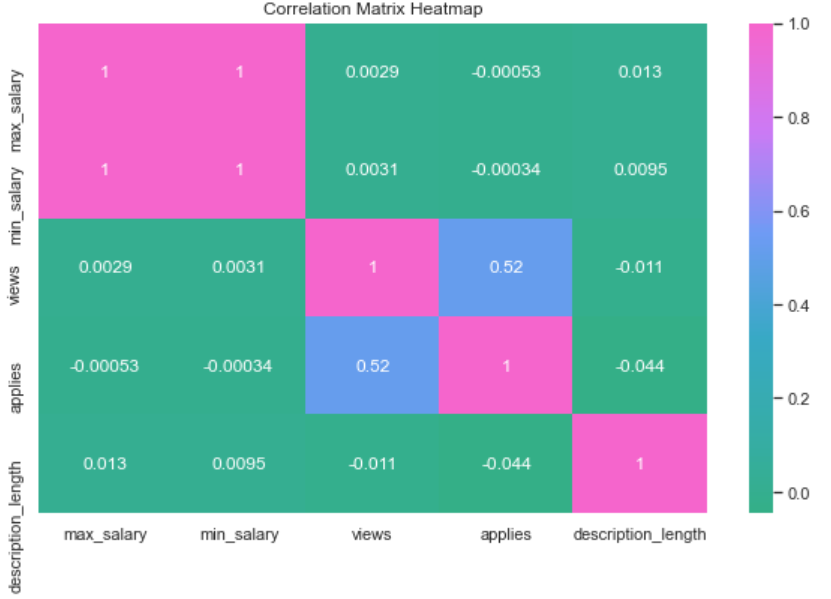 Correlation Matrix Heatmap
max_salary 1 1 0.0029 -0.00053 0.013
min_salary 1 1 0.0031 -0.00034 0.0095
views 0.0029 0.0031 1 0.52 -0.011
applies -0.00053 -0.00034 0.52 1 -0.044
description_length 0.013 0.0095 -0.011 -0.044 1
max_salary min_salary views applies description_length
1.0
0.8
0.6
0.4
0.2
0.0